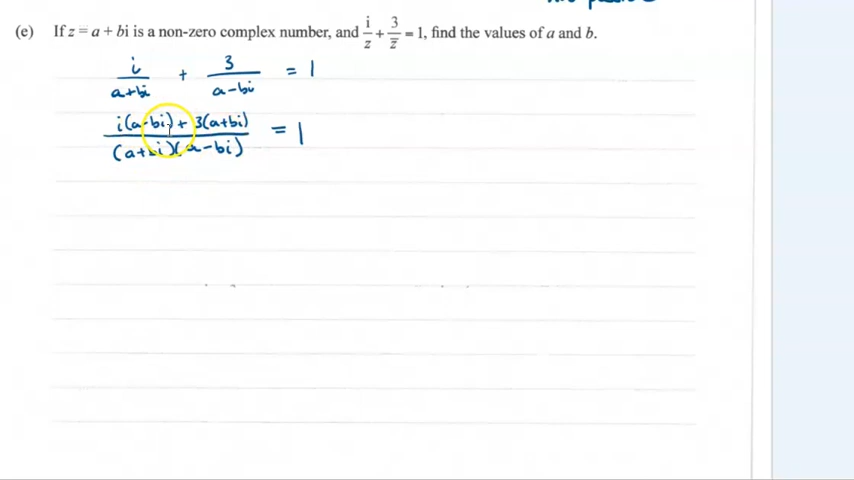 (e) If z = a + bi is a non-zero complex number, and i/z + 3/z̅ = 1, find the values of a and b.
i/(a+bi) + 3/(a-bi) = 1
(i(a-bi) + 3(a+bi))/((a+bi)(a-bi)) = 1